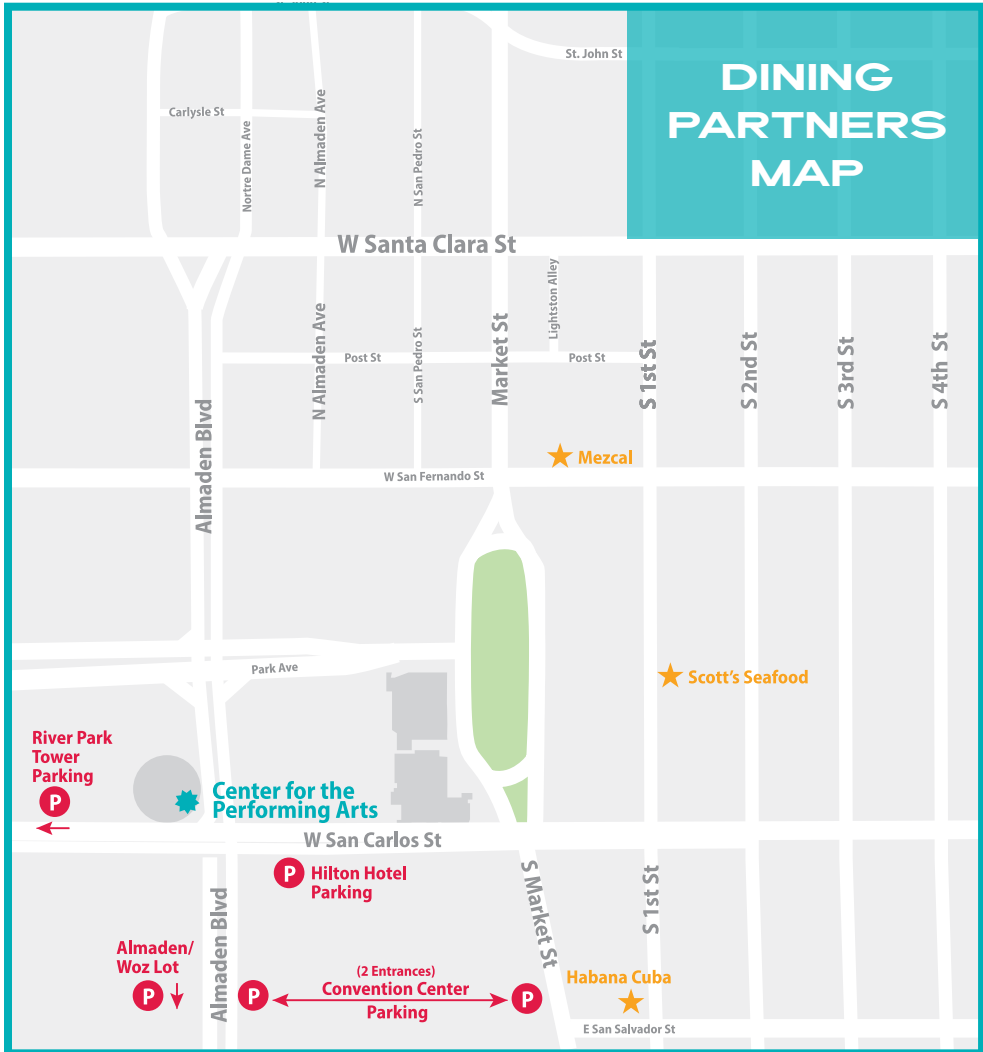 DINING
PARTNERS
MAP
St. John St
Carlysle St
Nortre Dame Ave
N Almaden Ave
N San Pedro St
W Santa Clara St
Lightston Alley
Market St
N Almaden Ave
S San Pedro St
Post St
Post St
S 1st St
S 2nd St
S 3rd St
S 4th St
Almaden Blvd
Mezcal
W San Fernando St
Park Ave
Scott's Seafood
River Park
Tower
Parking
P
Center for the
Performing Arts
W San Carlos St
P
Hilton Hotel
Parking
S Market St
S 1st St
Almaden Blvd
Almaden/
Woz Lot
P
P
(2 Entrances)
Convention Center
Parking
P
Habana Cuba
E San Salvador St